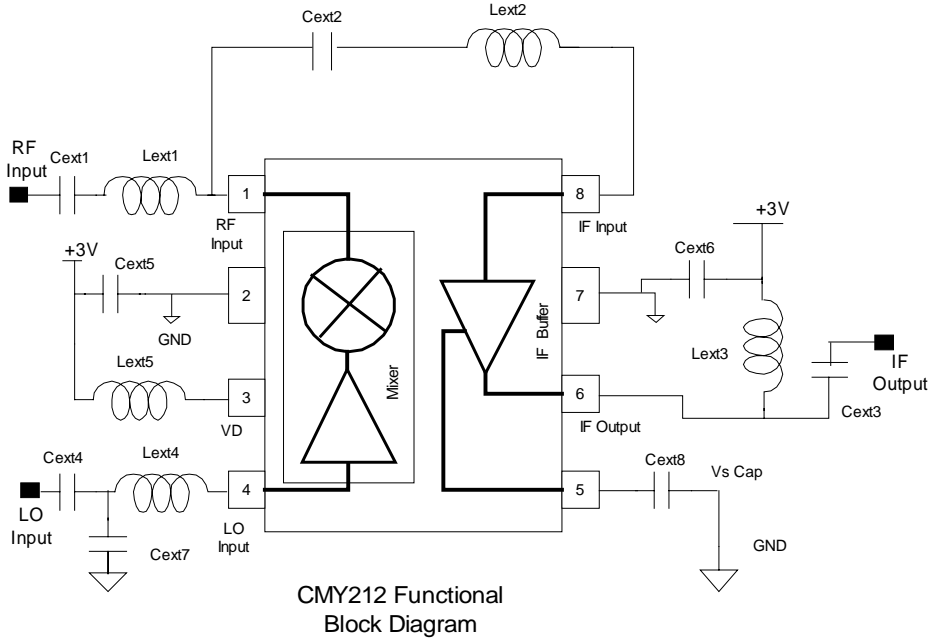 Cext2
Lext2
RF
Input
Cext1
Lext1
1
RF
Input
8
IF Input
+3V
Cext5
2
GND
7
Cext6
+3V
Lext5
3
VD
Mixer
IF Buffer
6
IF Output
Lext3
IF
Output
Cext3
Cext4
Lext4
4
LO
Input
LO
Input
Cext7
5
Cext8
Vs Cap
GND
CMY212 Functional
Block Diagram